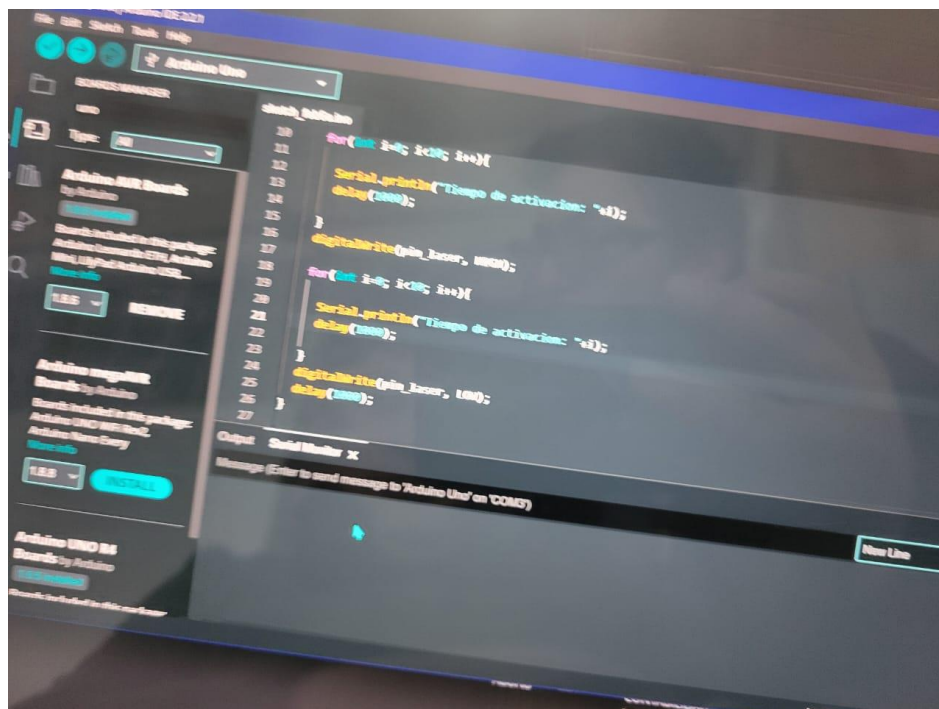 File Edit Sketch Tools Help
Arduino Uno
BOARDS MANAGER
uno
Type: All
Arduino AVR Boards
by Arduino
Boards included in this package:
More info
1.8.6
REMOVE
Arduino megaAVR
Boards by Arduino
Boards included in this package:
Arduino UNO WiFi Rev2,
Arduino Nano Every
More info
1.8.8
INSTALL
Arduino UNO R4
Boards by Arduino
10
11 for(int i=0; i<10; i++){
12
13 Serial.println("Tiempo de activacion: "+i);
14 delay(1000);
15
16 }
17 digitalWrite(pin_laser, HIGH);
18
19 for(int i=0; i<10; i++){
20
21 Serial.println("Tiempo de activacion: "+i);
22 delay(1000);
23
24 }
25 digitalWrite(pin_laser, LOW);
26 delay(1000);
27 }
Output Serial Monitor
Message (Enter to send message to 'Arduino Uno' on 'COM3')
New Line